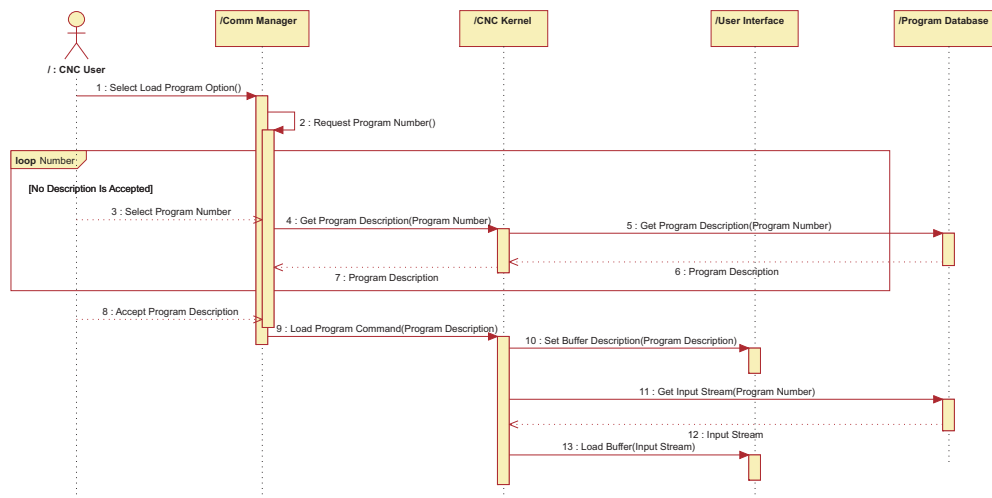 /Comm Manager
/CNC Kernel
/User Interface
/Program Database
/ : CNC User
1 : Select Load Program Option()
2 : Request Program Number()
loop Number
[No Description Is Accepted]
3 : Select Program Number
4 : Get Program Description(Program Number)
5 : Get Program Description(Program Number)
6 : Program Description
7 : Program Description
8 : Accept Program Description
9 : Load Program Command(Program Description)
10 : Set Buffer Description(Program Description)
11 : Get Input Stream(Program Number)
12 : Input Stream
13 : Load Buffer(Input Stream)